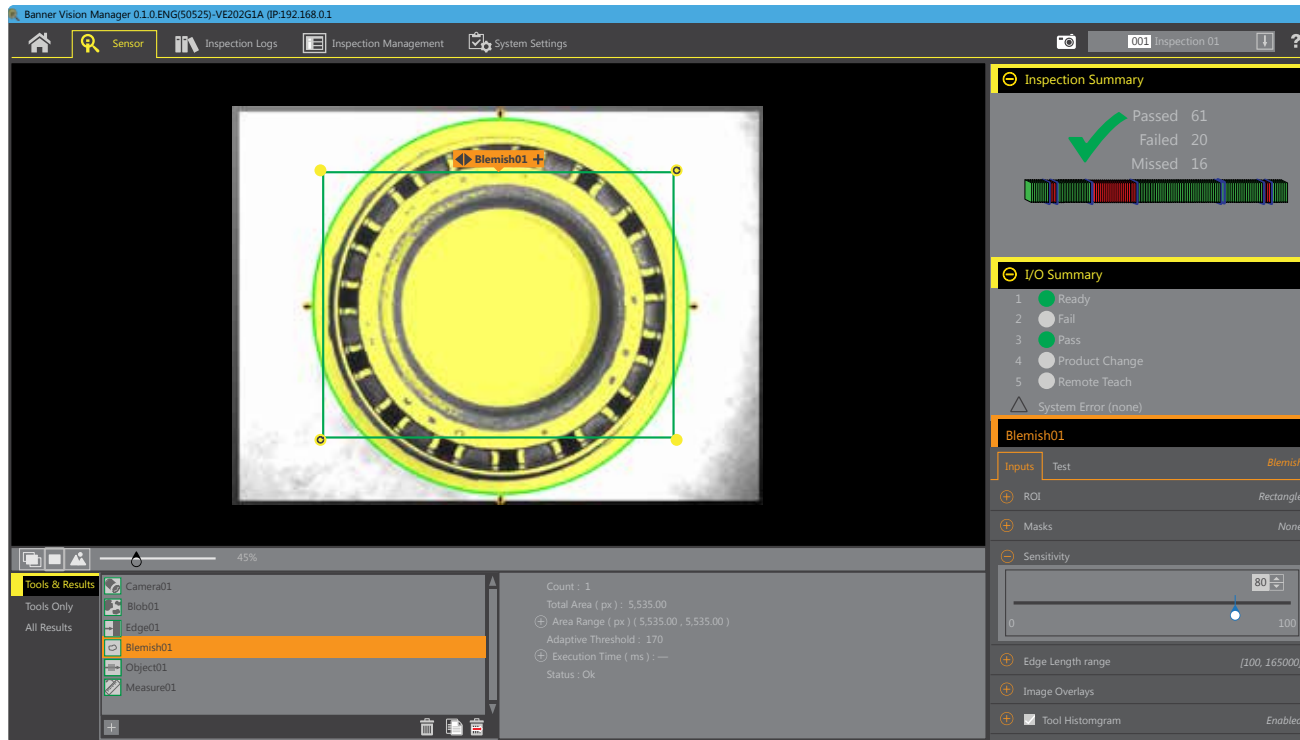 Banner Vision Manager 0.1.0.ENG(50525)-VE202G1A (IP:192.168.0.1
Sensor Inspection Logs Inspection Management System Settings 001 Inspection 01 ?
Inspection Summary
Passed 61
Failed 20
Missed 16
Blemish01
I/O Summary
1 Ready
2 Fail
3 Pass
4 Product Change
5 Remote Teach
System Error (none)
Blemish01
Inputs Test Blemish
ROI Rectangle
Masks None
Sensitivity
80
0 100
Edge Length range [100, 165000]
Image Overlays
Tool Histomgram Enabled
45%
Tools & Results
Tools Only
All Results
Camera01
Blob01
Edge01
Blemish01
Object01
Measure01
Count : 1
Total Area ( px ) : 5,535.00
Area Range ( px ) ( 5,535.00 , 5,535.00 )
Adaptive Threshold : 170
Execution Time ( ms ) : —
Status : Ok